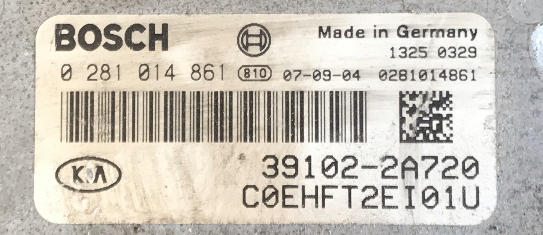 BOSCH
Made in Germany
1325 0329
0 281 014 861 810 07-09-04 0281014861
KIA
39102-2A720
C0EHFT2EI01U